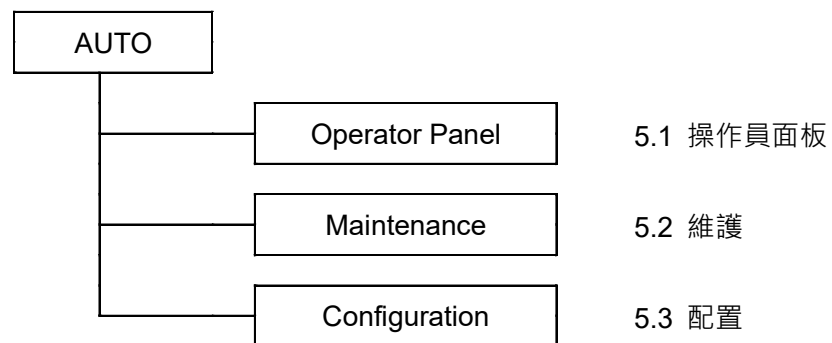 AUTO
Operator Panel 5.1 操作員面板
Maintenance 5.2 維護
Configuration 5.3 配置